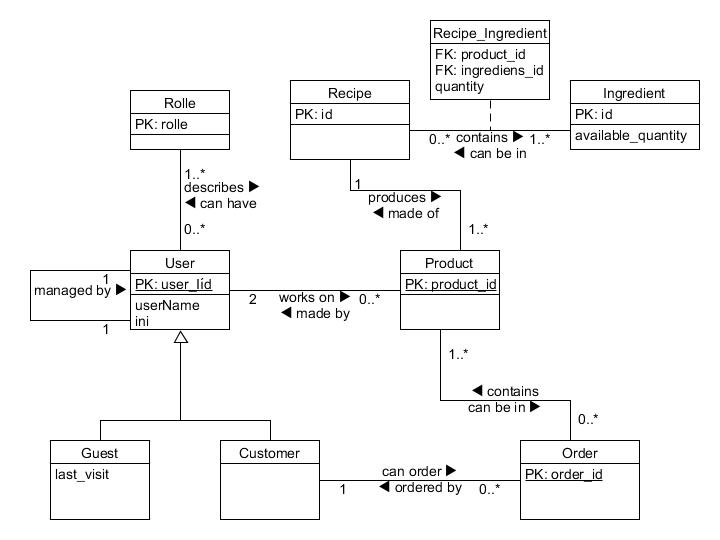 Recipe_Ingredient
FK: product_id
FK: ingrediens_id
quantity
Rolle
PK: rolle
Recipe
PK: id
Ingredient
PK: id
available_quantity
0..* contains ▶ 1..*
◀ can be in
1..*
describes ▶
◀ can have
0..*
1
produces ▶
◀ made of
1..*
User
PK: user_Iíd
userName
ini
1
managed by ▶
1
Product
PK: product_id
2 works on ▶ 0..*
◀ made by
1..*
◀ contains
can be in ▶
0..*
Guest
last_visit
Customer
Order
PK: order_id
can order ▶
1 ◀ ordered by 0..*